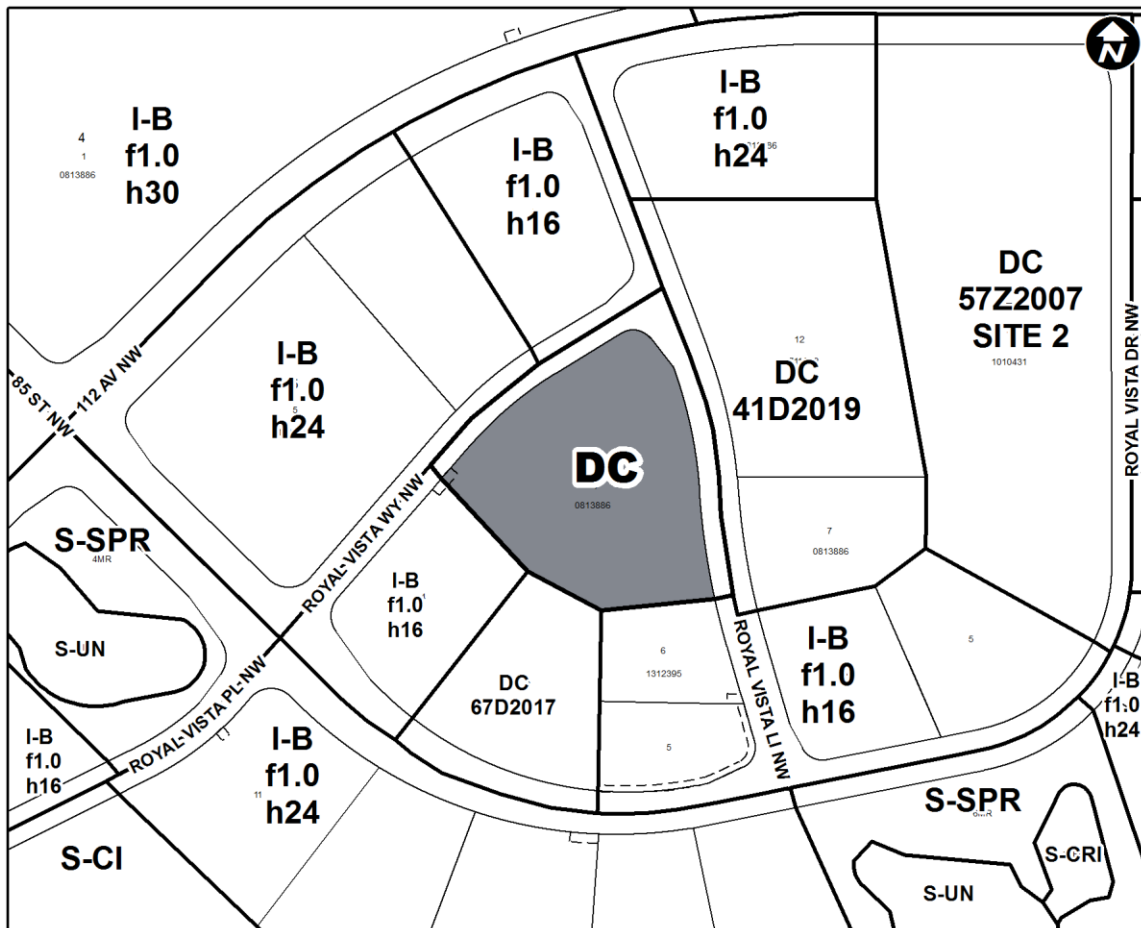 N
4
1
0813886
I-B
f1.0
h30
I-B
f1.0
h16
I-B
f1.0
h24
DC
57Z2007
SITE 2
1010431
ROYAL VISTA DR NW
12
DC
41D2019
I-B
f1.0
h24
5
85 ST NW
112 AV NW
DC
0813886
7
0813886
S-SPR
4MR
S-UN
ROYAL VISTA WY NW
I-B
f1.0
h16
1
ROYAL VISTA PL NW
DC
67D2017
6
1312395
5
ROYAL VISTA LI NW
I-B
f1.0
h16
5
I-B
f1.0
h24
I-B
f1.0
h16
I-B
f1.0
h24
11
S-CI
S-SPR
6MR
S-CRI
S-UN